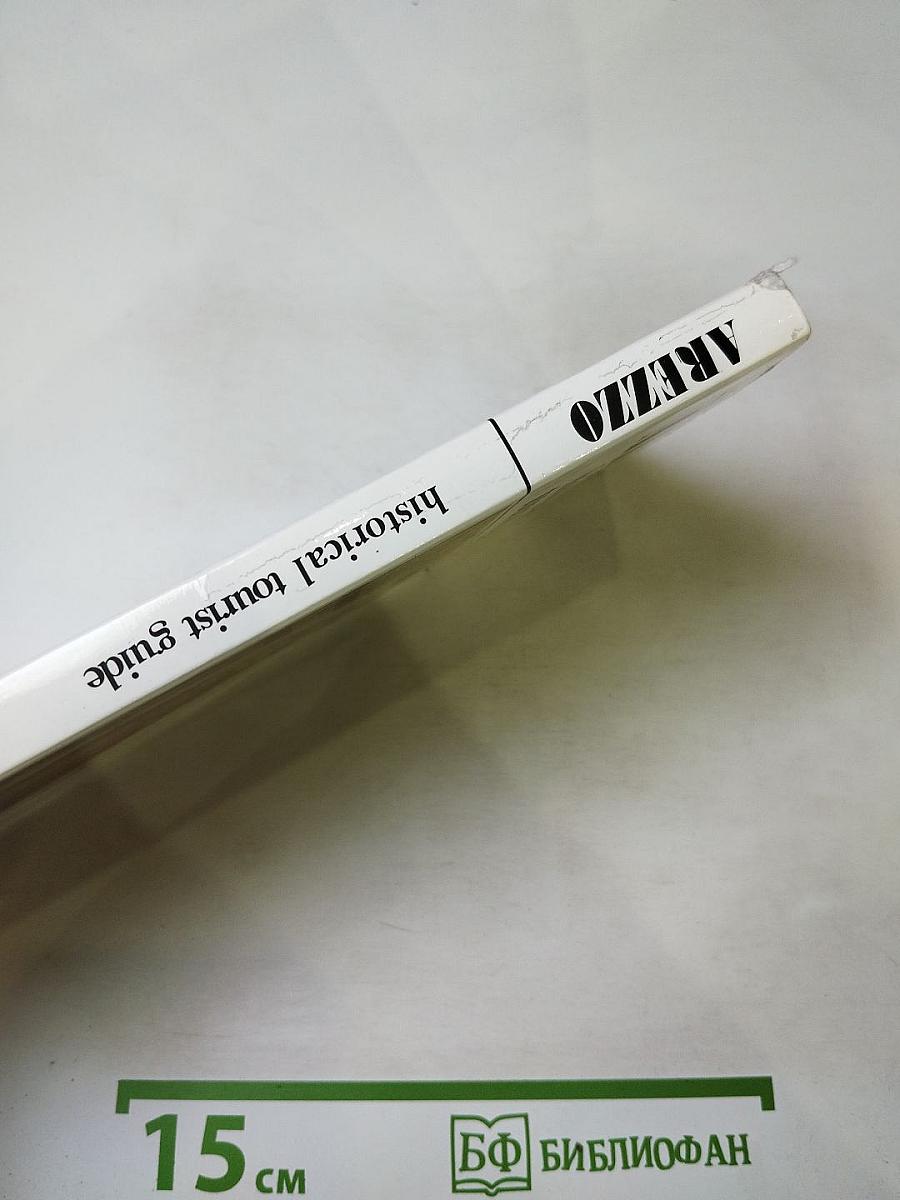 AREZZO
historical tourist guide
15 см
БФ БИБЛИОФАН